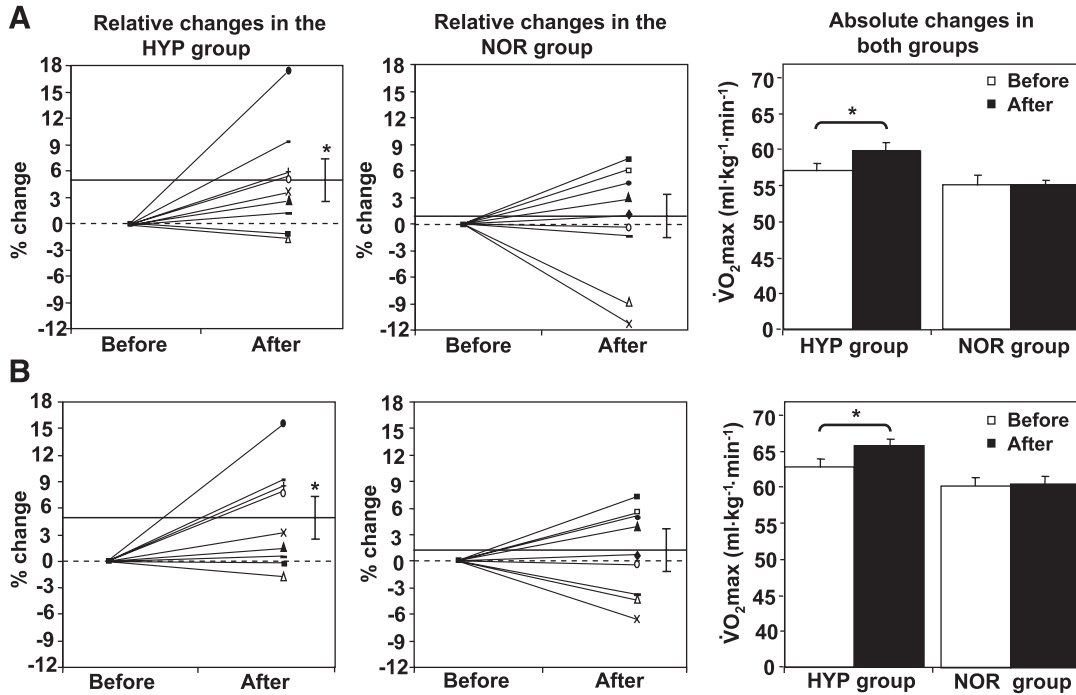 A
Relative changes in the
HYP group
% change
18
15
12
9
6
3
0
-3
-6
-9
-12
*
Before
After
Relative changes in the
NOR group
% change
18
15
12
9
6
3
0
-3
-6
-9
-12
Before
After
Absolute changes in
both groups
V̇O2max (ml·kg-1·min-1)
70
65
60
55
50
45
40
0
Before
After
*
HYP group
NOR group
B
% change
18
15
12
9
6
3
0
-3
-6
-9
-12
*
Before
After
% change
18
15
12
9
6
3
0
-3
-6
-9
-12
Before
After
V̇O2max (ml·kg-1·min-1)
70
65
60
55
50
45
40
0
Before
After
*
HYP group
NOR group